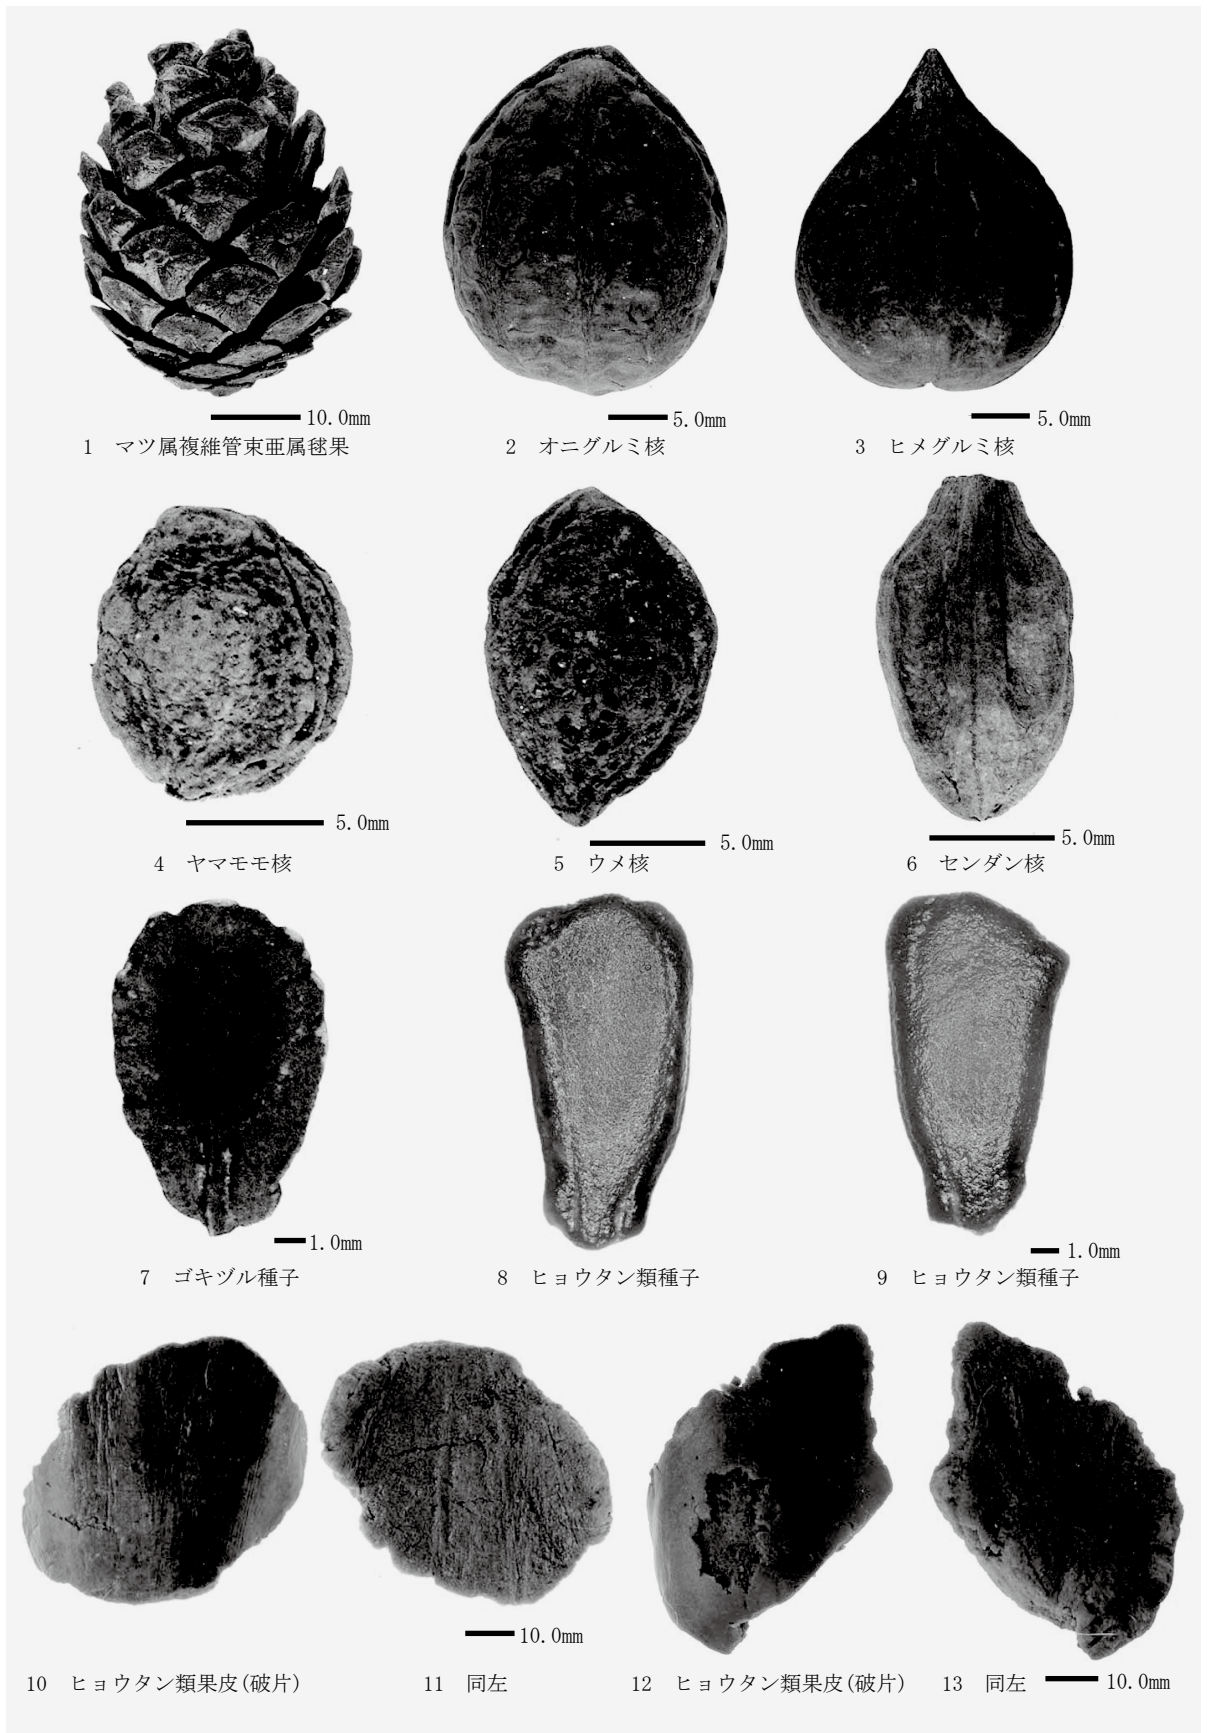 10.0mm
5.0mm
5.0mm
1 マツ属複維管束亜属毬果
2 オニグルミ核
3 ヒメグルミ核
5.0mm
5.0mm
5.0mm
4 ヤマモモ核
5 ウメ核
6 センダン核
1.0mm
1.0mm
7 ゴキヅル種子
8 ヒョウタン類種子
9 ヒョウタン類種子
10.0mm
10 ヒョウタン類果皮(破片)
11 同左
12 ヒョウタン類果皮(破片)
13 同左
10.0mm